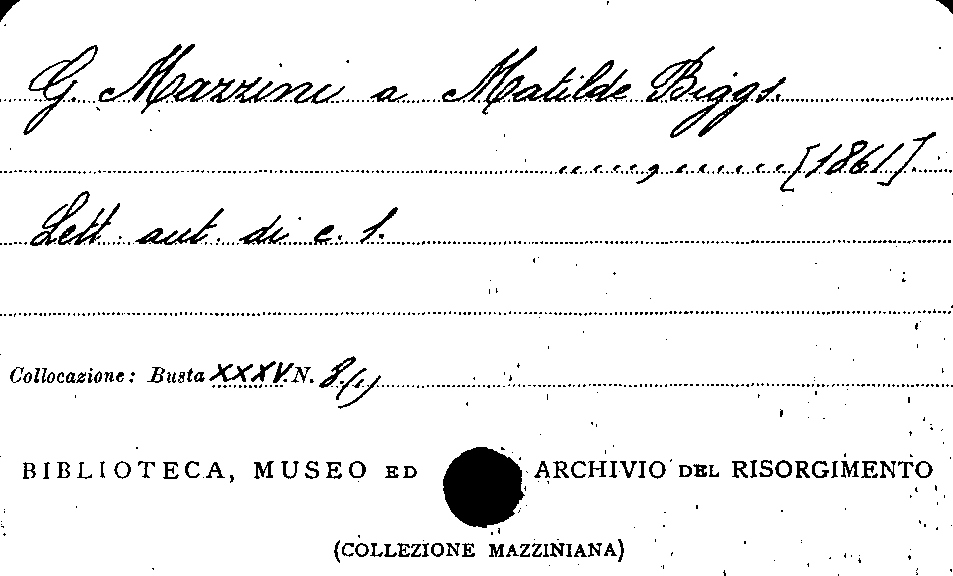 G. Mazzini a Matilde Biggs.
....., ......[1861].
Lett. aut. di c. 1.
Collocazione: Busta XXXV N. 8/(1)
BIBLIOTECA, MUSEO ED ARCHIVIO DEL RISORGIMENTO
(COLLEZIONE MAZZINIANA)